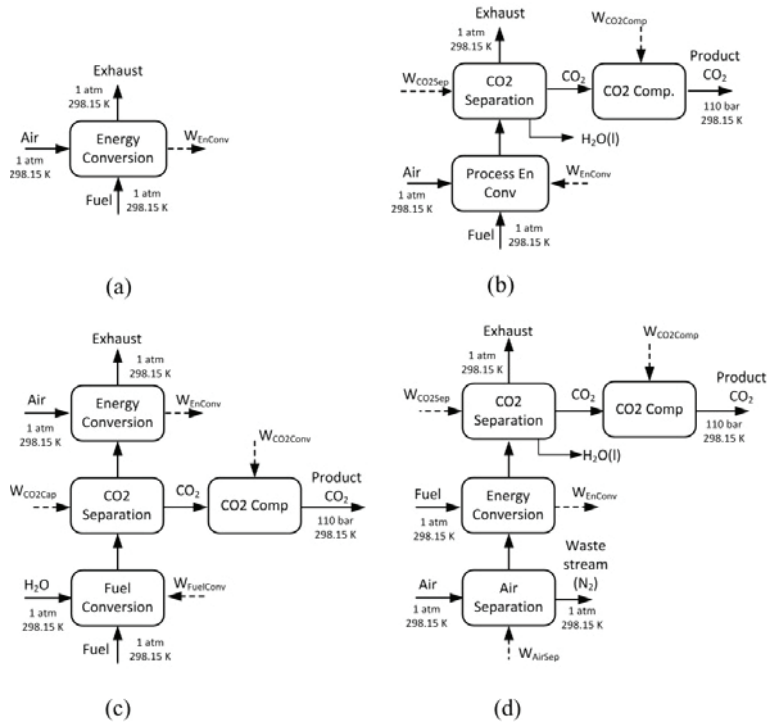 Exhaust
1 atm
298.15 K
Energy
Conversion
Air
1 atm
298.15 K
W_EnConv
1 atm
298.15 K
Fuel
(a)
W_CO2Comp
Exhaust
1 atm
298.15 K
Product
CO₂
W_CO2Sep
CO2
Separation
CO₂
CO2 Comp.
110 bar
298.15 K
H₂O(l)
Air
1 atm
298.15 K
Process En
Conv
W_EnConv
Fuel
1 atm
298.15 K
(b)
Exhaust
1 atm
298.15 K
Air
1 atm
298.15 K
Energy
Conversion
W_EnConv
W_CO2Conv
Product
CO₂
W_CO2Cap
CO2
Separation
CO₂
CO2 Comp
110 bar
298.15 K
H₂O
1 atm
298.15 K
Fuel
Conversion
W_FuelConv
Fuel
1 atm
298.15 K
(c)
W_CO2Comp
Exhaust
1 atm
298.15 K
Product
CO₂
W_CO2Sep
CO2
Separation
CO₂
CO2 Comp
110 bar
298.15 K
H₂O(l)
Fuel
1 atm
298.15 K
Energy
Conversion
W_EnConv
Waste
stream
(N₂)
Air
1 atm
298.15 K
Air
Separation
1 atm
298.15 K
W_AirSep
(d)